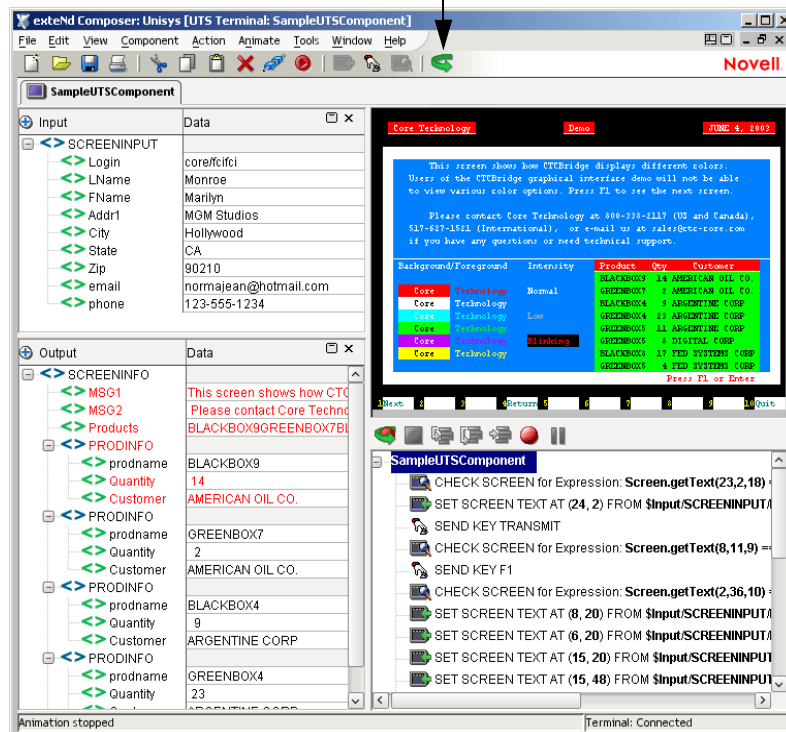 exteNd Composer: Unisys [UTS Terminal: SampleUTSComponent]
File Edit View Component Action Animate Tools Window Help
Novell
SampleUTSComponent
Input Data
SCREENINPUT
Login core/fcifci
LName Monroe
FName Marilyn
Addr1 MGM Studios
City Hollywood
State CA
Zip 90210
email normajean@hotmail.com
phone 123-555-1234
Output Data
SCREENINFO
MSG1 This screen shows how CTC
MSG2 Please contact Core Techno
Products BLACKBOX9GREENBOX7BL
PRODINFO
prodname BLACKBOX9
Quantity 14
Customer AMERICAN OIL CO.
PRODINFO
prodname GREENBOX7
Quantity 2
Customer AMERICAN OIL CO.
PRODINFO
prodname BLACKBOX4
Quantity 9
Customer ARGENTINE CORP
PRODINFO
prodname GREENBOX4
Quantity 23
Core Technology Demo JUNE 4, 2003
This screen shows how CTCBridge displays different colors.
Users of the CTCBridge graphical interface demo will not be able
to view various color options. Press F1 to see the next screen.
Please contact Core Technology at 800-338-2117 (US and Canada),
517-627-1521 (International), or e-mail us at sales@ctc-core.com
if you have any questions or need technical support.
Background/Foreground Intensity Product Qty Customer
BLACKBOX9 14 AMERICAN OIL CO.
Core Technology Normal GREENBOX7 2 AMERICAN OIL CO.
Core Technology BLACKBOX4 9 ARGENTINE CORP
Core Technology Low GREENBOX4 23 ARGENTINE CORP
Core Technology GREENBOX5 11 ARGENTINE CORP
Core Technology Blinking GREENBOX5 8 DIGITAL CORP
Core Technology BLACKBOX8 17 FED SYSTEMS CORP
GREENBOX5 4 FED SYSTEMS CORP
Press F1 or Enter
1Next 2 3 4Return 5 6 7 8 9 10Quit
SampleUTSComponent
CHECK SCREEN for Expression: Screen.getText(23,2,18) =
SET SCREEN TEXT AT (24, 2) FROM $Input/SCREENINPUT/
SEND KEY TRANSMIT
CHECK SCREEN for Expression: Screen.getText(8,11,9) ==
SEND KEY F1
CHECK SCREEN for Expression: Screen.getText(2,36,10) =
SET SCREEN TEXT AT (8, 20) FROM $Input/SCREENINPUT/
SET SCREEN TEXT AT (6, 20) FROM $Input/SCREENINPUT/
SET SCREEN TEXT AT (15, 20) FROM $Input/SCREENINPUT
SET SCREEN TEXT AT (15, 48) FROM $Input/SCREENINPUT
Animation stopped Terminal: Connected